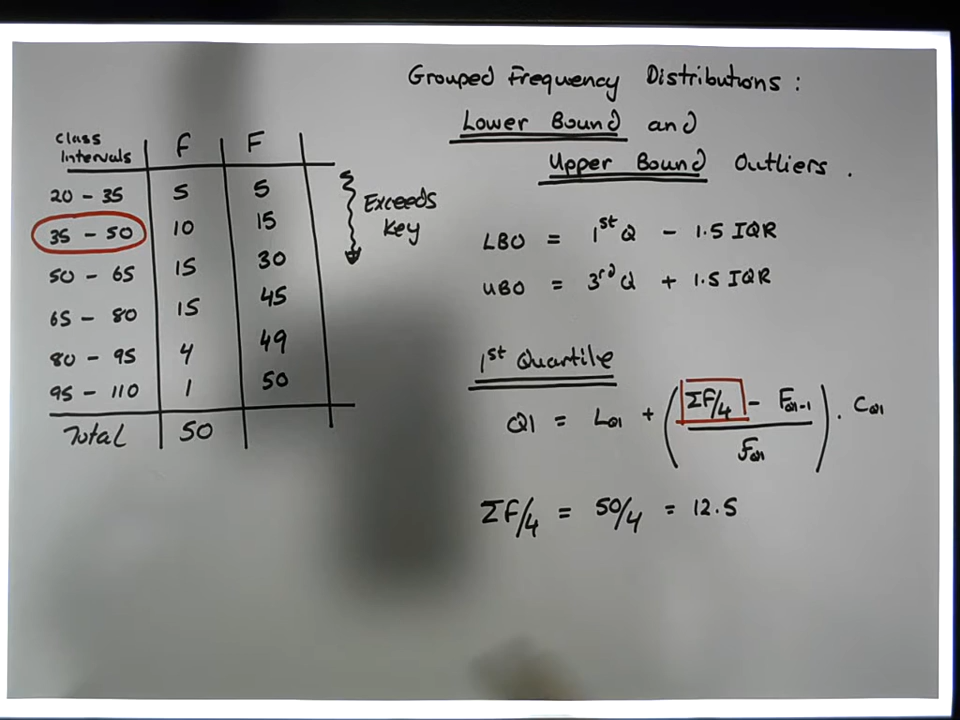 Grouped Frequency Distributions :
Lower Bound and
Upper Bound Outliers .
Class Intervals f F
20 - 35 5 5
35 - 50 10 15
50 - 65 15 30
65 - 80 15 45
80 - 95 4 49
95 - 110 1 50
Total 50
Exceeds
Key
LBO = 1st Q - 1.5 IQR
UBO = 3rd Q + 1.5 IQR
1st Quartile
Q1 = LQ1 + ( ΣF/4 - FQ1-1 / FQ1 ) . CQ1
ΣF/4 = 50/4 = 12.5